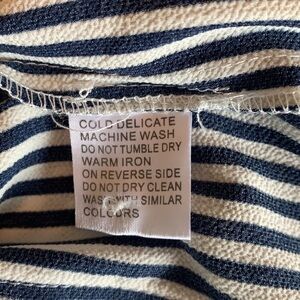 COLD DELICATE
MACHINE WASH
DO NOT TUMBLE DRY
WARM IRON
ON REVERSE SIDE
DO NOT DRY CLEAN
WASH WITH SIMILAR
COLOURS